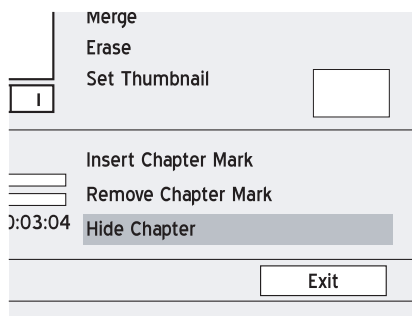 Merge
Erase
Set Thumbnail
Insert Chapter Mark
Remove Chapter Mark
0:03:04
Hide Chapter
Exit